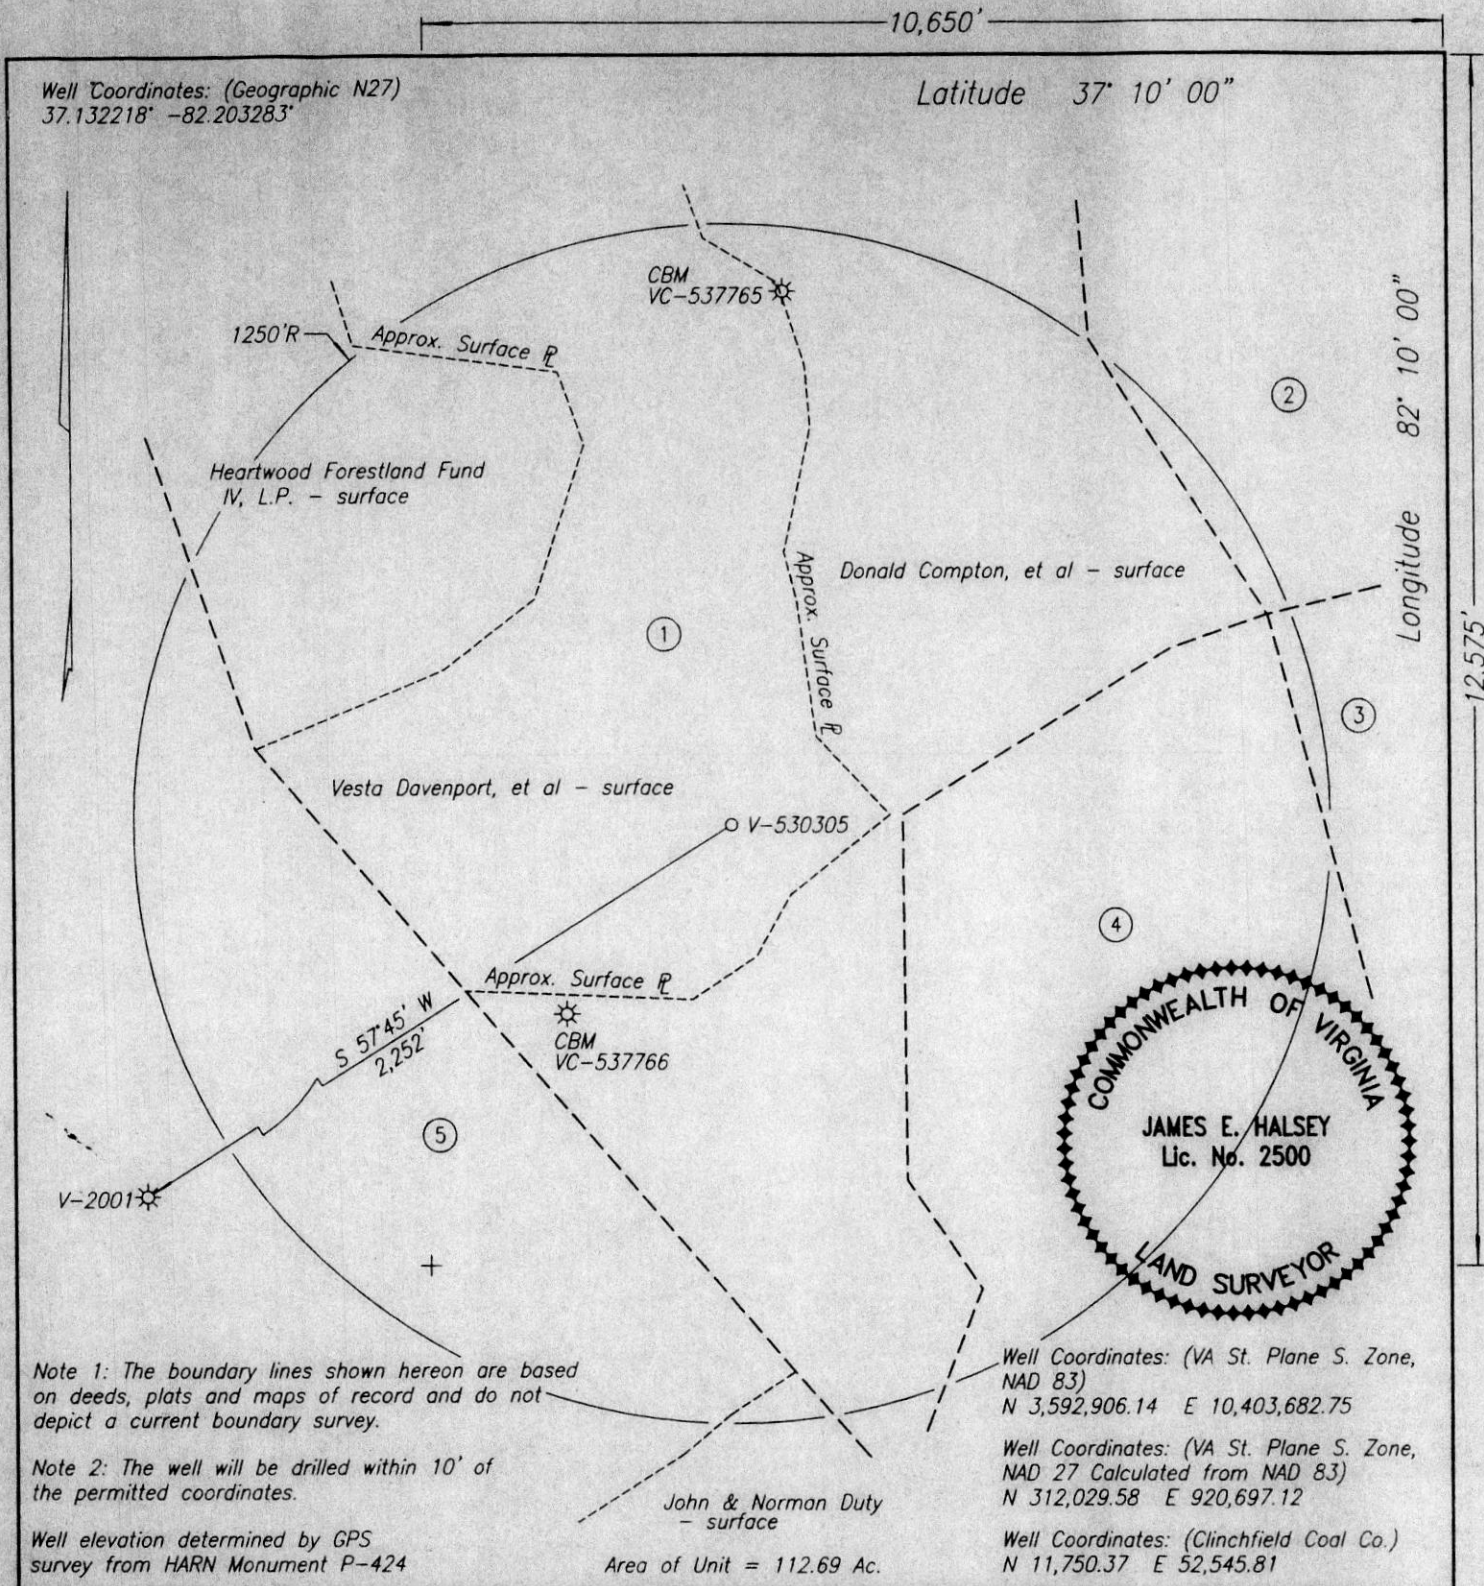 10,650'
Well Coordinates: (Geographic N27)
37.132218° -82.203283°
Latitude 37° 10' 00"
Longitude 82° 10' 00"
12,575'
CBM
VC-537765
1250'R
Approx. Surface PL
2
Heartwood Forestland Fund
IV, L.P. - surface
Approx. Surface PL
Donald Compton, et al - surface
1
3
Vesta Davenport, et al - surface
V-530305
4
Approx. Surface PL
CBM
VC-537766
S 57°45' W
2,252'
5
V-2001
COMMONWEALTH OF VIRGINIA
JAMES E. HALSEY
Lic. No. 2500
LAND SURVEYOR
Note 1: The boundary lines shown hereon are based
on deeds, plats and maps of record and do not
depict a current boundary survey.
Note 2: The well will be drilled within 10' of
the permitted coordinates.
Well elevation determined by GPS
survey from HARN Monument P-424
John & Norman Duty
- surface
Area of Unit = 112.69 Ac.
Well Coordinates: (VA St. Plane S. Zone,
NAD 83)
N 3,592,906.14 E 10,403,682.75
Well Coordinates: (VA St. Plane S. Zone,
NAD 27 Calculated from NAD 83)
N 312,029.58 E 920,697.12
Well Coordinates: (Clinchfield Coal Co.)
N 11,750.37 E 52,545.81